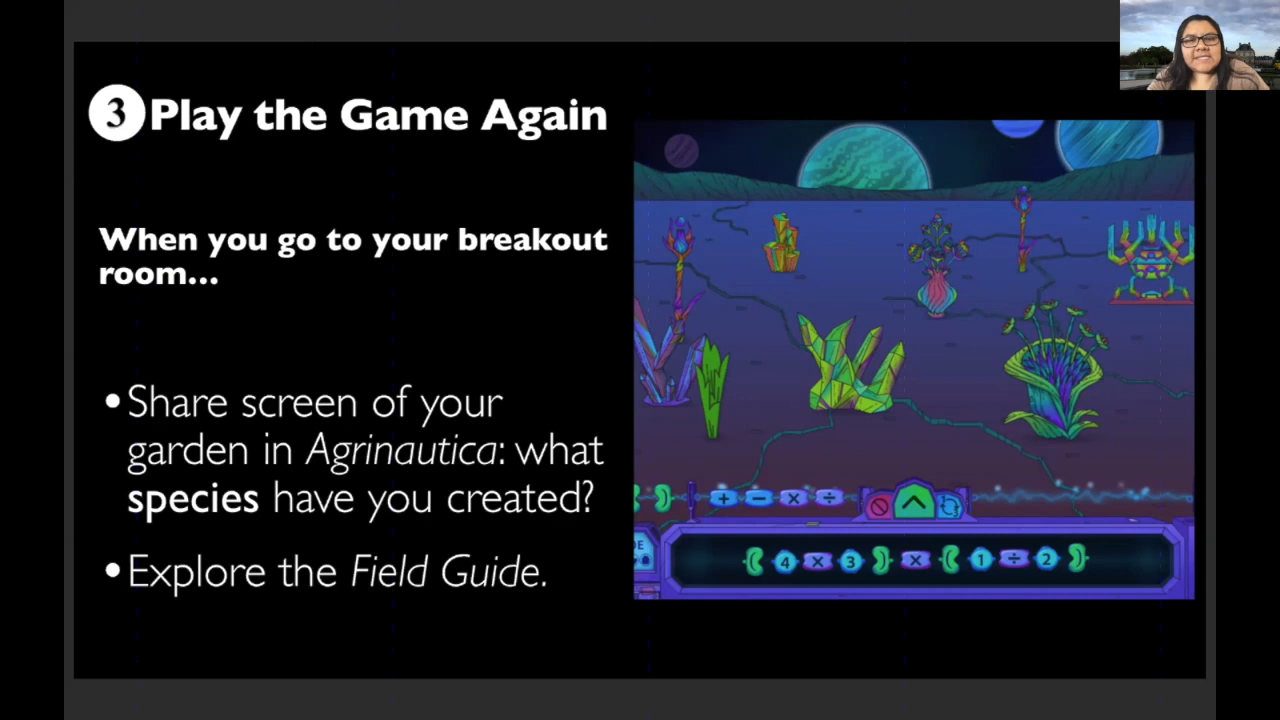 3 Play the Game Again
When you go to your breakout
room...
•Share screen of your
garden in Agrinautica: what
species have you created?
•Explore the Field Guide.
+ − × ÷
( 4 × 3 ) × ( 1 ÷ 2 )